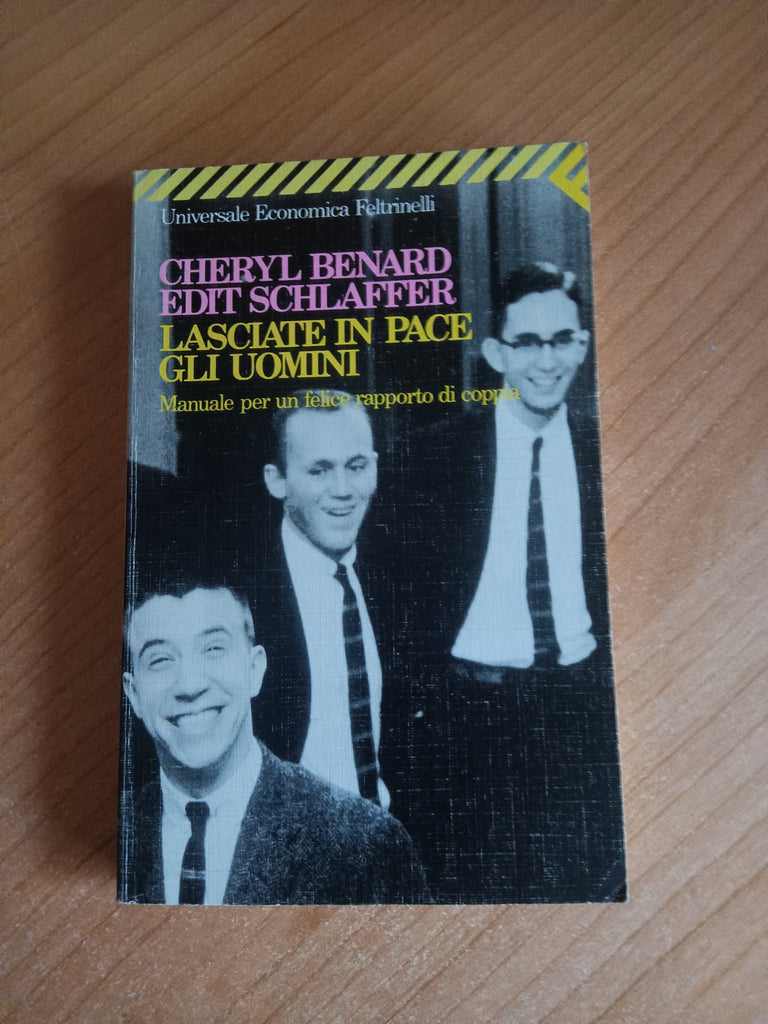 Universale Economica Feltrinelli
CHERYL BENARD
EDIT SCHLAFFER
LASCIATE IN PACE
GLI UOMINI
Manuale per un felice rapporto di coppia